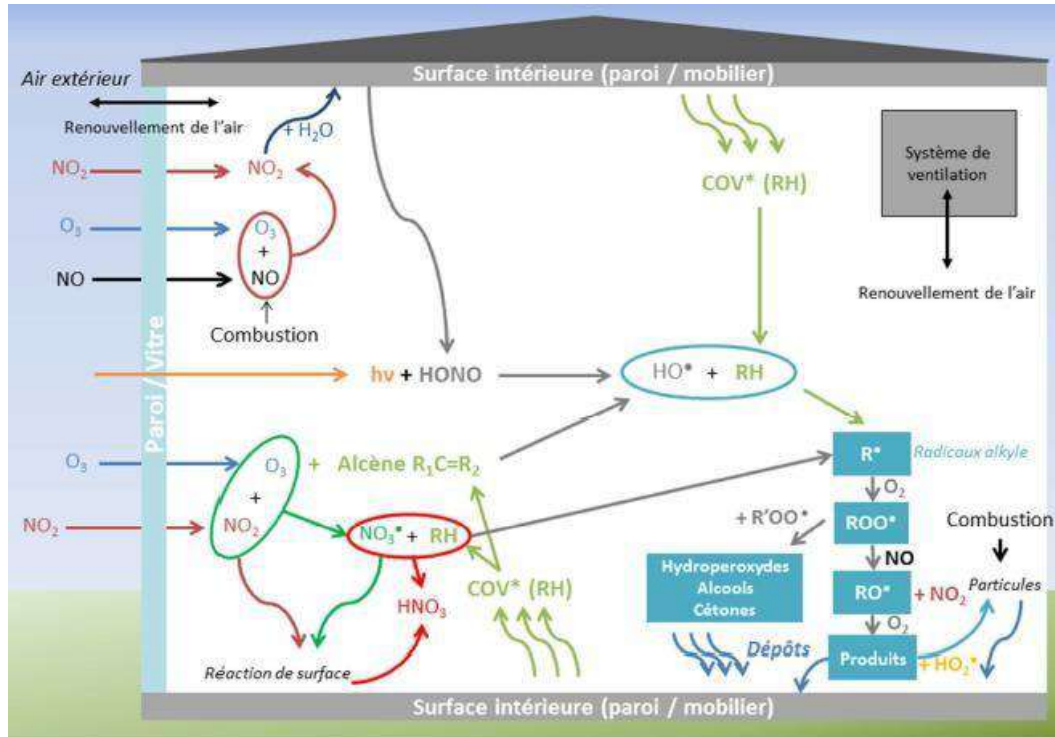 Surface intérieure (paroi / mobilier)
Air extérieur
Renouvellement de l'air
+ H₂O
NO₂
NO₂
O₃
O₃
+
NO
NO
Combustion
COV* (RH)
Système de
ventilation
Renouvellement de l'air
Paroi / Vitre
hν + HONO
HO• + RH
O₃
O₃ + Alcène R₁C=R₂
+
NO₂
NO₂
NO₃• + RH
HNO₃
COV* (RH)
Réaction de surface
R•
Radicaux alkyle
O₂
+ R'OO•
ROO•
NO
Combustion
Hydroperoxydes
Alcools
Cétones
RO•
+ NO₂
Particules
O₂
Dépôts
Produits
+ HO₂•
Surface intérieure (paroi / mobilier)